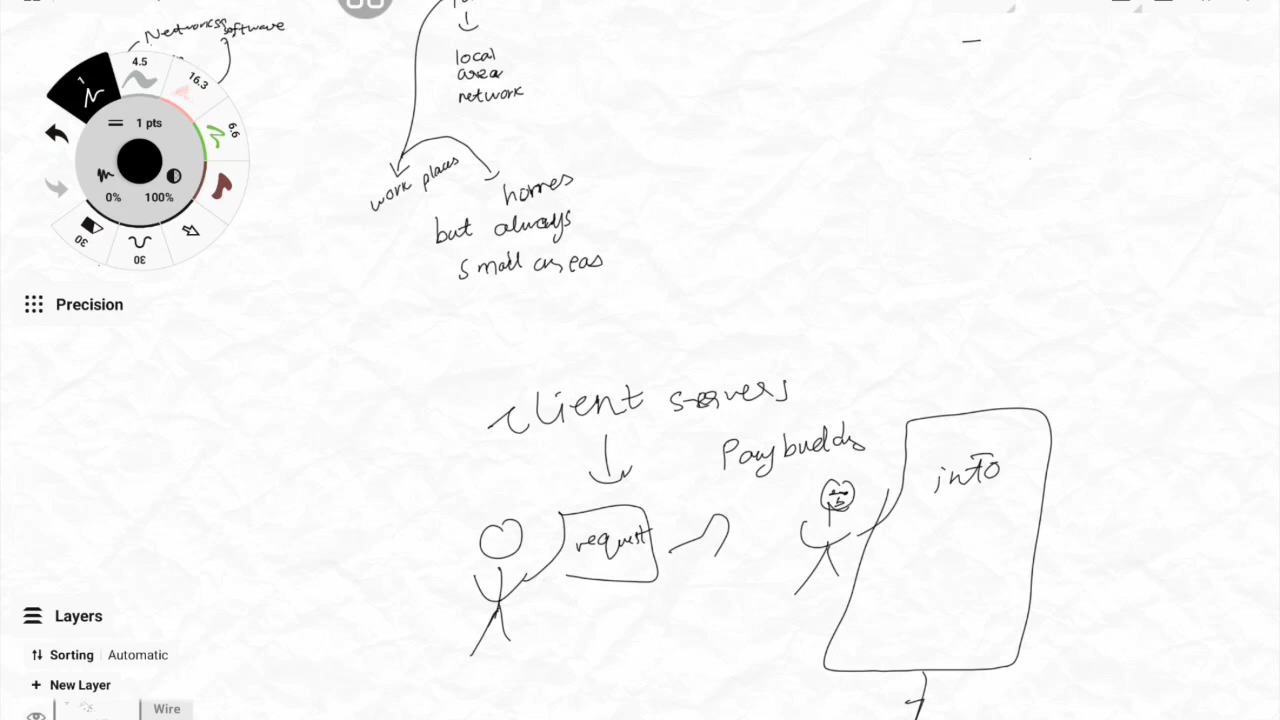 Networks software
4.5
16.3
6.6
1
1 pts
0% 100%
30
30
Precision
local
area
network
work places
homes
but always
small areas
client servers
request
info
Layers
Sorting Automatic
+ New Layer
Wire